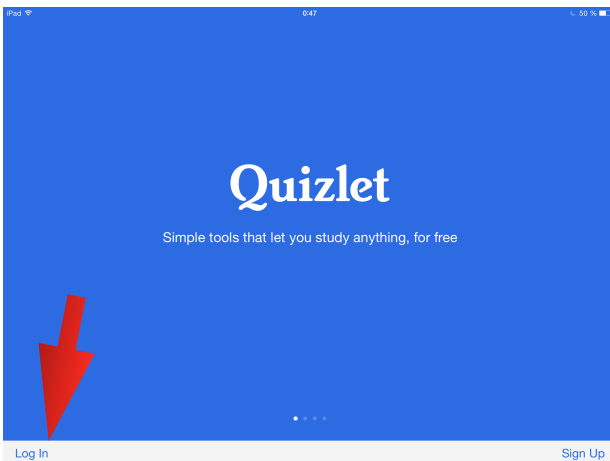 iPad 0:47 50 %
Quizlet
Simple tools that let you study anything, for free
Log In Sign Up